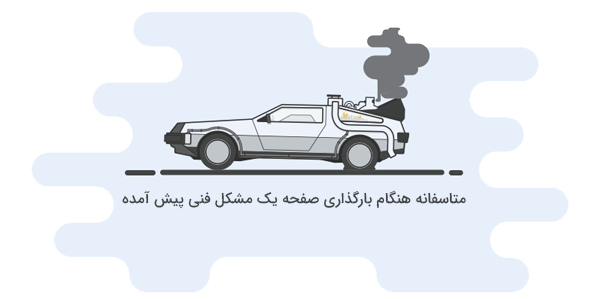 متاسفانه هنگام بارگذاری صفحه یک مشکل فنی پیش آمده